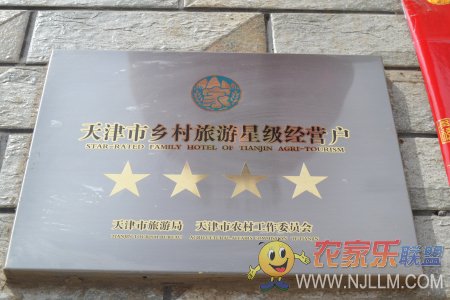 家
天津市乡村旅游星级经营户
STAR-RATED FAMILY HOTEL OF TIANJIN AGRI-TOURISM
天津市旅游局 天津市农村工作委员会
农家乐联盟
WWW.NJLLM.COM